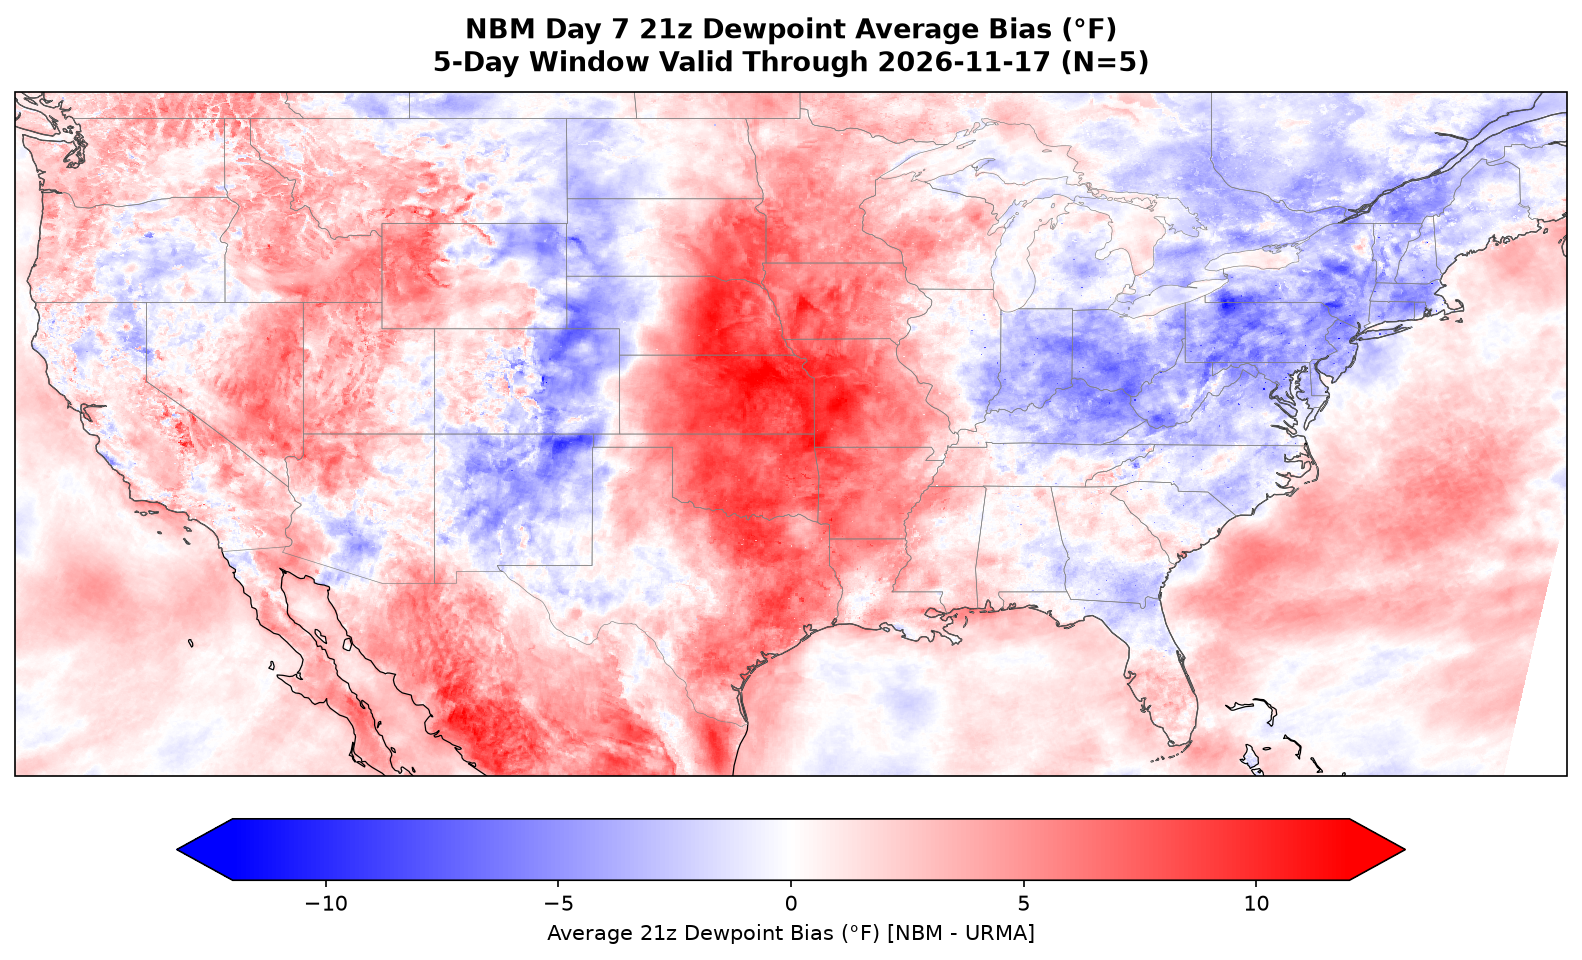 NBM Day 7 21z Dewpoint Average Bias (°F)
5-Day Window Valid Through 2026-11-17 (N=5)
−10 −5 0 5 10
Average 21z Dewpoint Bias (°F) [NBM - URMA]